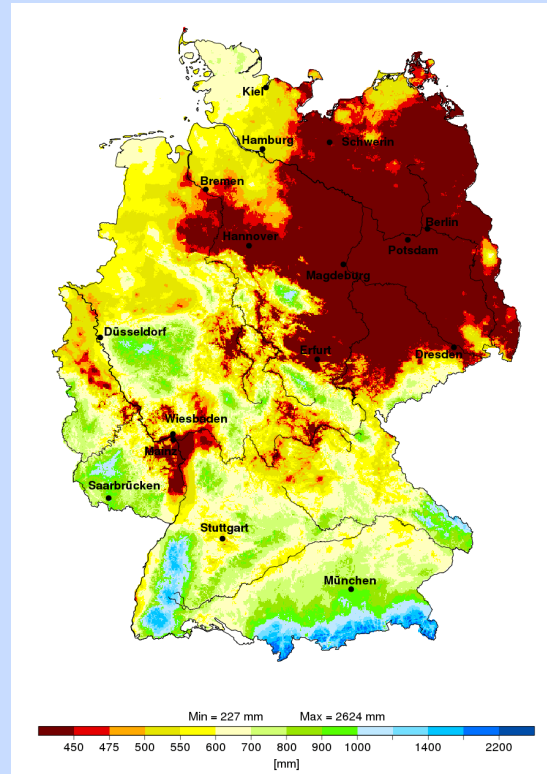 Kiel
Hamburg
Schwerin
Bremen
Berlin
Hannover
Potsdam
Magdeburg
Düsseldorf
Erfurt
Dresden
Wiesbaden
Mainz
Saarbrücken
Stuttgart
München
Min = 227 mm Max = 2624 mm
450 475 500 550 600 700 800 900 1000 1400 2200
[mm]